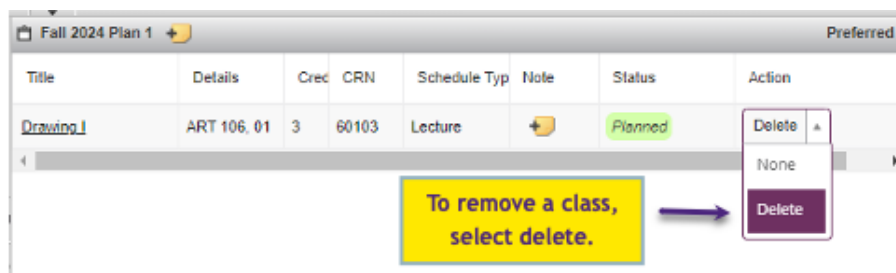 Fall 2024 Plan 1 Preferred
Title Details Cred CRN Schedule Typ Note Status Action
Drawing I ART 106, 01 3 60103 Lecture Planned Delete
None
Delete
To remove a class,
select delete.